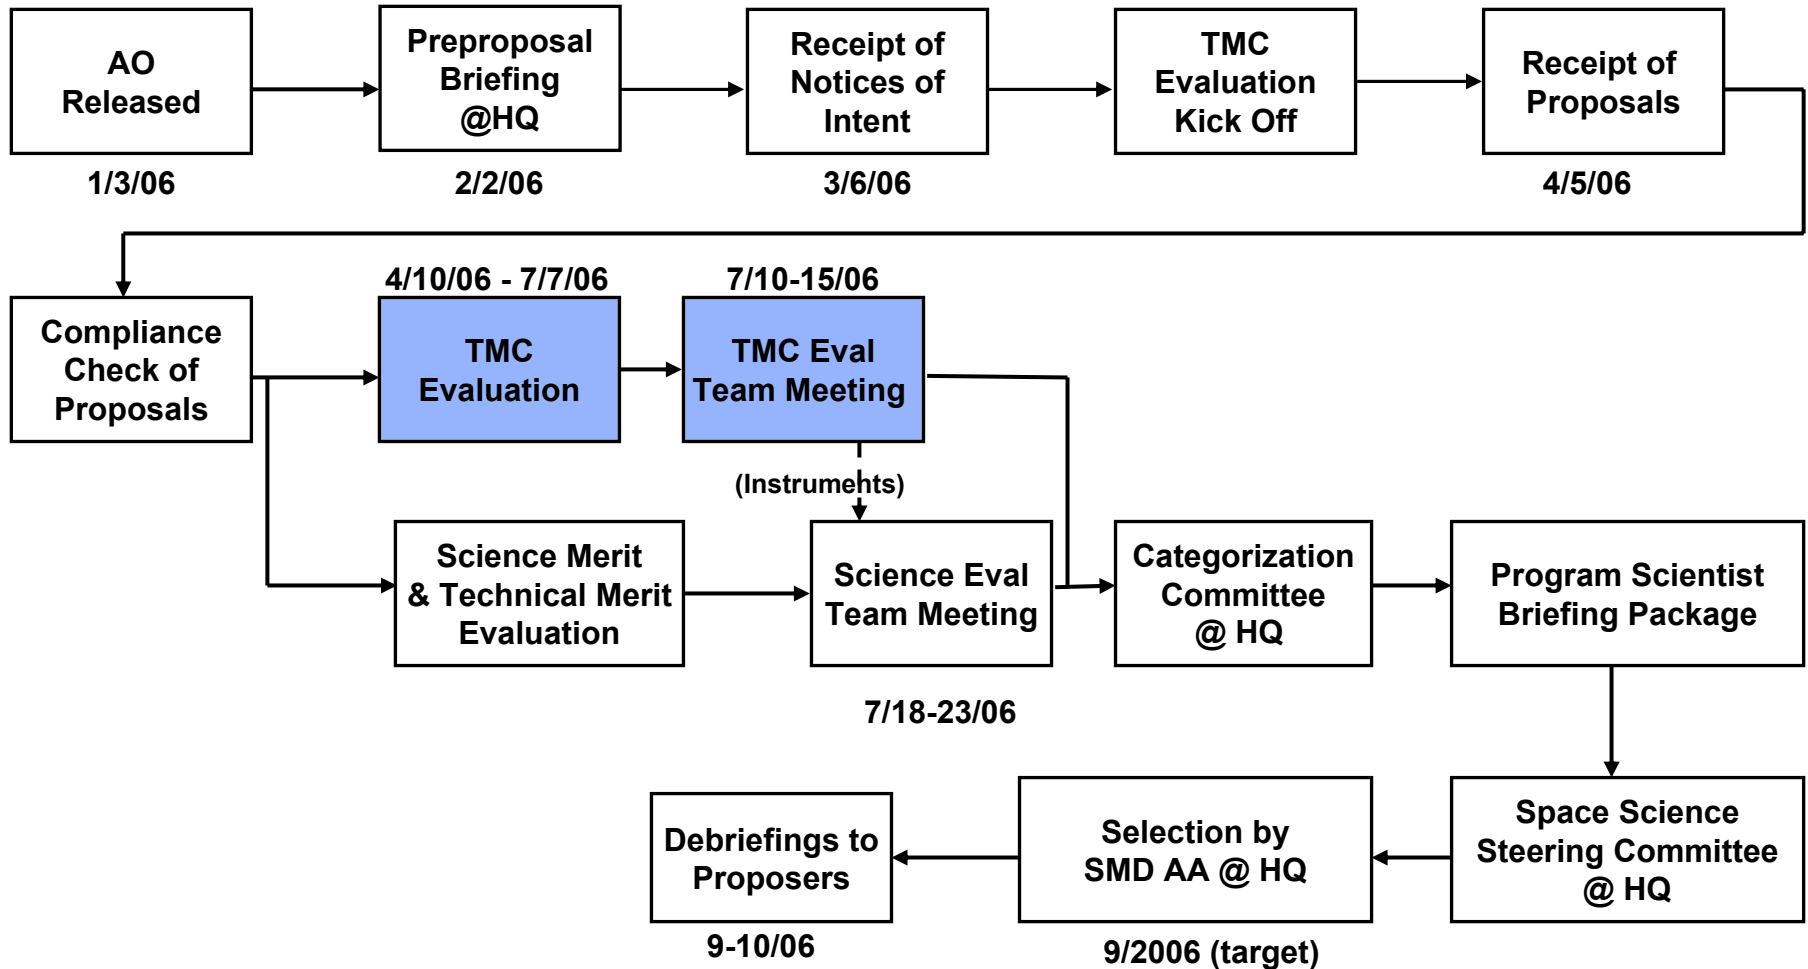 AO
Released
1/3/06
Preproposal
Briefing
@HQ
2/2/06
Receipt of
Notices of
Intent
3/6/06
TMC
Evaluation
Kick Off
Receipt of
Proposals
4/5/06
Compliance
Check of
Proposals
4/10/06 - 7/7/06
TMC
Evaluation
7/10-15/06
TMC Eval
Team Meeting
(Instruments)
Science Merit
& Technical Merit
Evaluation
Science Eval
Team Meeting
7/18-23/06
Categorization
Committee
@ HQ
Program Scientist
Briefing Package
Space Science
Steering Committee
@ HQ
Selection by
SMD AA @ HQ
9/2006 (target)
Debriefings to
Proposers
9-10/06